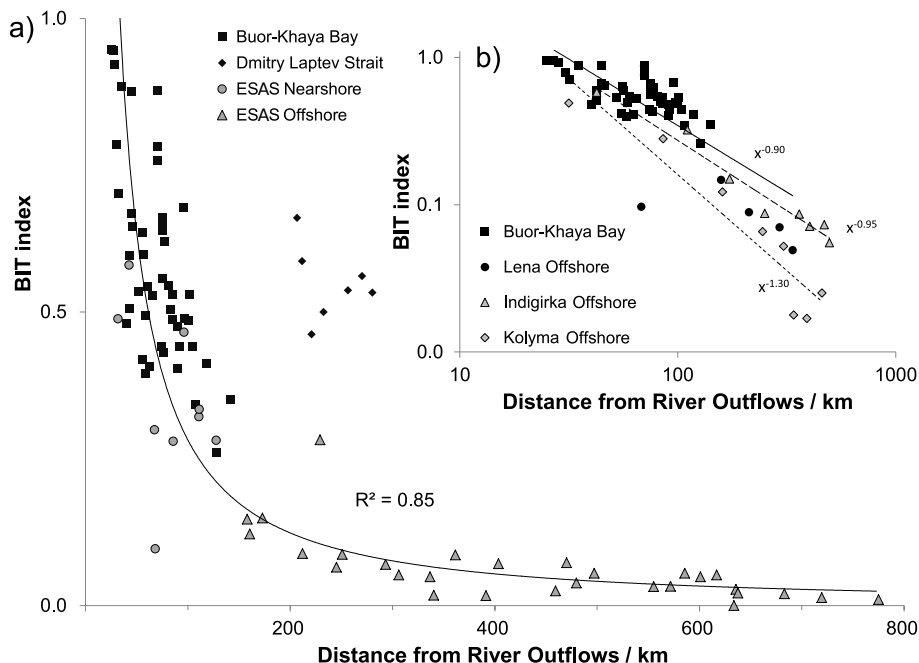 a)
1.0
0.5
0.0
BIT index
Buor-Khaya Bay
Dmitry Laptev Strait
ESAS Nearshore
ESAS Offshore
R² = 0.85
200
400
600
800
Distance from River Outflows / km
b)
1.0
0.1
0.0
BIT index
x-0.90
x-0.95
x-1.30
Buor-Khaya Bay
Lena Offshore
Indigirka Offshore
Kolyma Offshore
10
100
1000
Distance from River Outflows / km